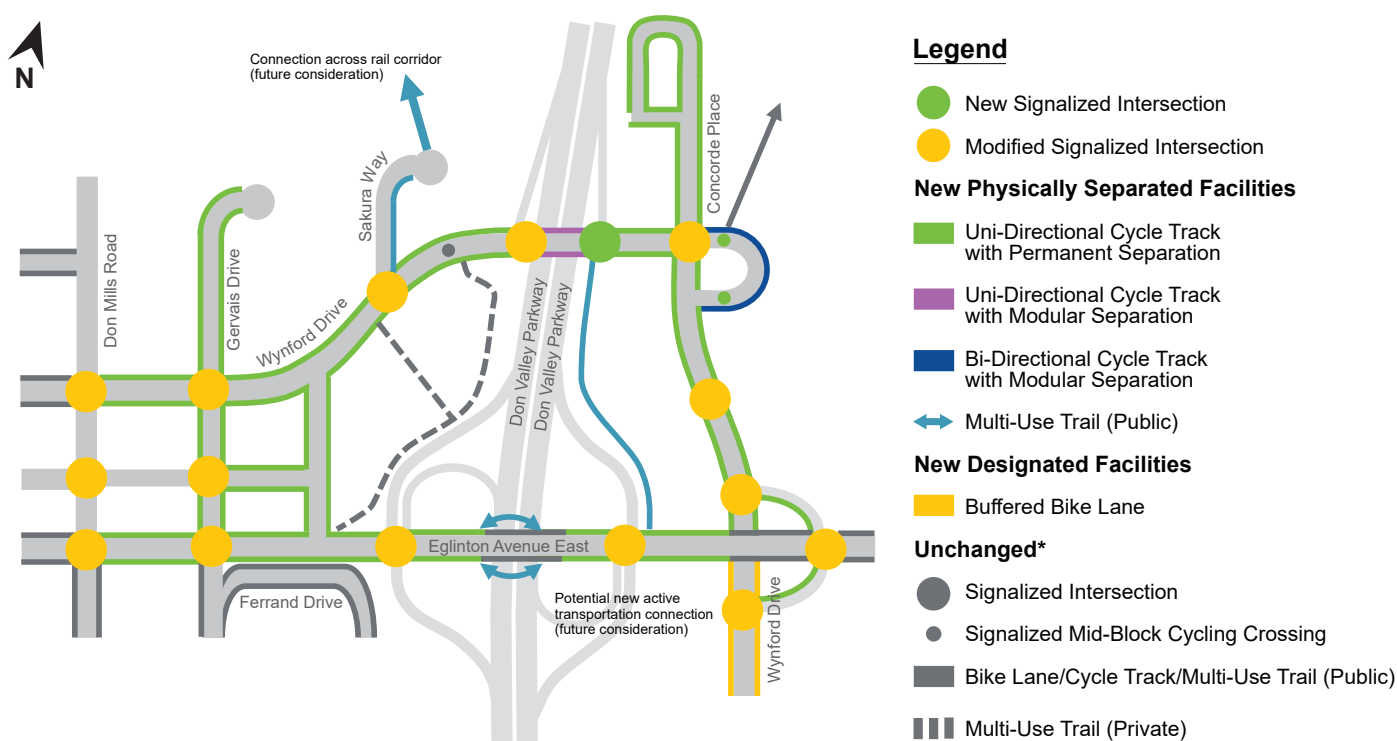 N
Connection across rail corridor
(future consideration)
Don Mills Road
Gervais Drive
Wynford Drive
Sakura Way
Don Valley Parkway
Don Valley Parkway
Concorde Place
Eglinton Avenue East
Ferrand Drive
Potential new active
transportation connection
(future consideration)
Wynford Drive
Legend
New Signalized Intersection
Modified Signalized Intersection
New Physically Separated Facilities
Uni-Directional Cycle Track
with Permanent Separation
Uni-Directional Cycle Track
with Modular Separation
Bi-Directional Cycle Track
with Modular Separation
Multi-Use Trail (Public)
New Designated Facilities
Buffered Bike Lane
Unchanged*
Signalized Intersection
Signalized Mid-Block Cycling Crossing
Bike Lane/Cycle Track/Multi-Use Trail (Public)
Multi-Use Trail (Private)